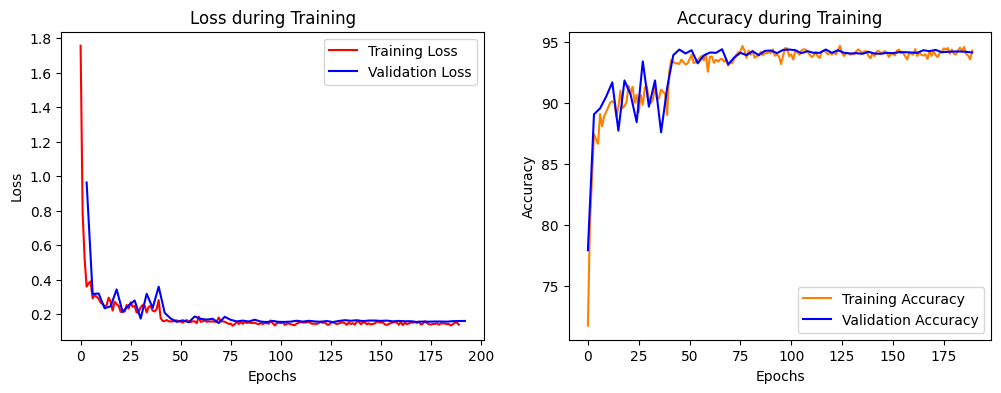 Loss during Training
1.8
1.6
1.4
1.2
1.0
0.8
0.6
0.4
0.2
Loss
Training Loss
Validation Loss
0 25 50 75 100 125 150 175 200
Epochs
Accuracy during Training
95
90
85
80
75
Accuracy
Training Accuracy
Validation Accuracy
0 25 50 75 100 125 150 175
Epochs